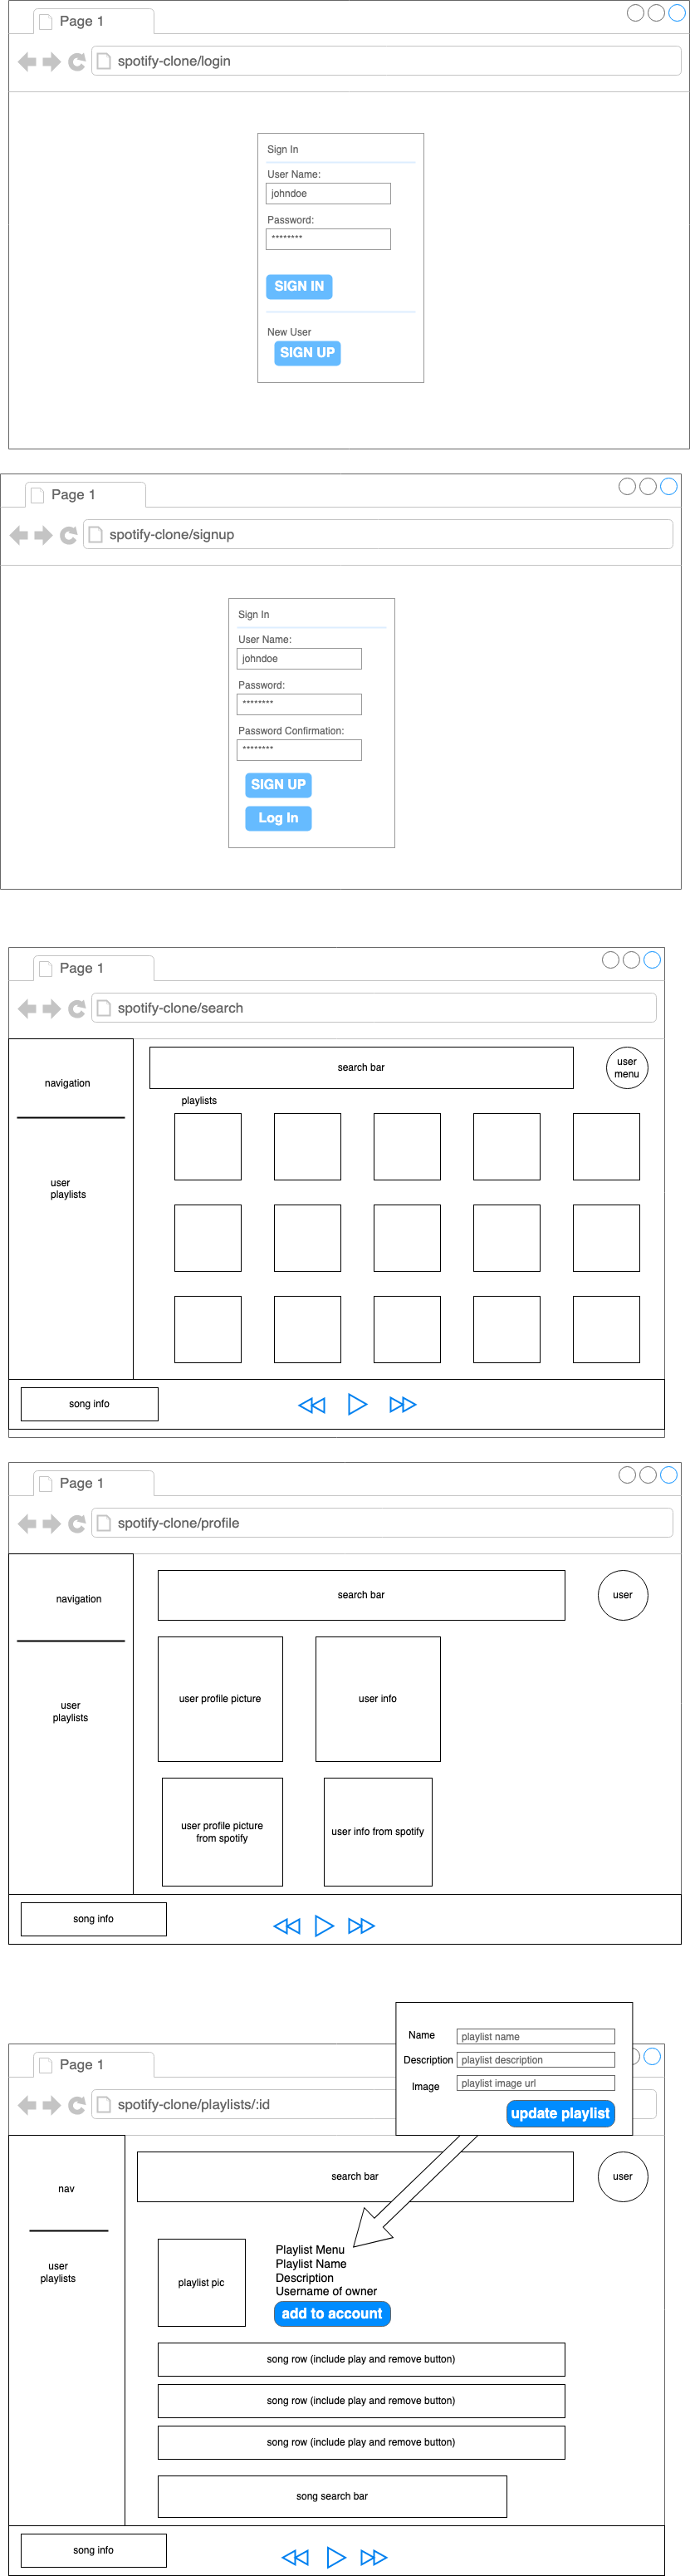 Page 1
spotify-clone/login
Sign In
User Name:
johndoe
Password:
********
SIGN IN
New User
SIGN UP
Page 1
spotify-clone/signup
Sign In
User Name:
johndoe
Password:
********
Password Confirmation:
********
SIGN UP
Log In
Page 1
spotify-clone/search
navigation
search bar
user
menu
playlists
user
playlists
song info
Page 1
spotify-clone/profile
navigation
search bar
user
user profile picture
user info
user
playlists
user profile picture
from spotify
user info from spotify
song info
Name
playlist name
Description
playlist description
Image
playlist image url
update playlist
Page 1
spotify-clone/playlists/:id
nav
search bar
user
user
playlists
playlist pic
Playlist Menu
Playlist Name
Description
Username of owner
add to account
song row (include play and remove button)
song row (include play and remove button)
song row (include play and remove button)
song search bar
song info